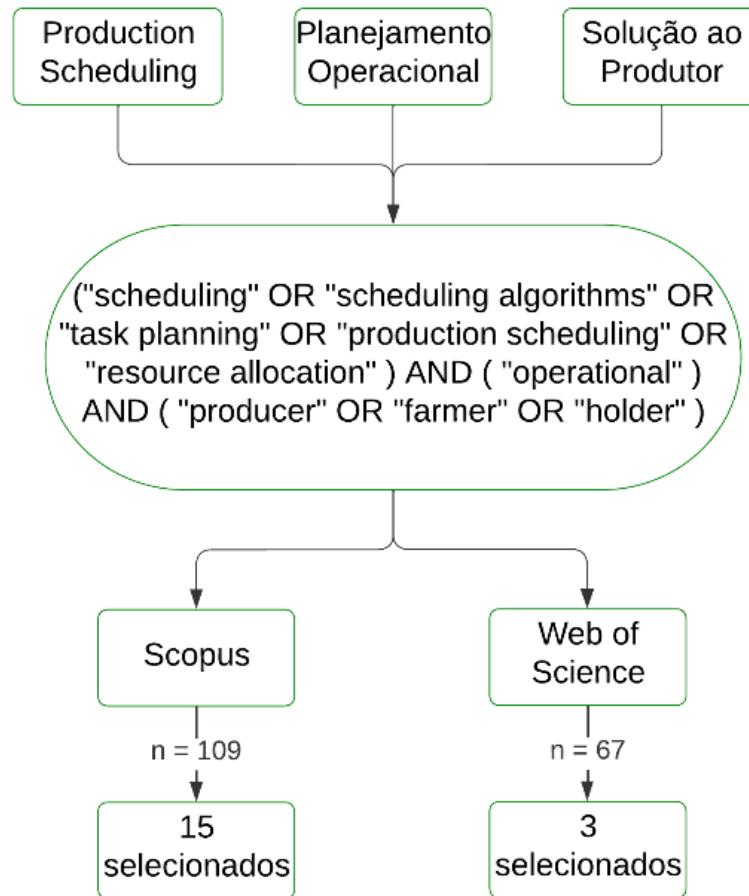 Production
Scheduling
Planejamento
Operacional
Solução ao
Produtor
("scheduling" OR "scheduling algorithms" OR
"task planning" OR "production scheduling" OR
"resource allocation" ) AND ( "operational" )
AND ( "producer" OR "farmer" OR "holder" )
Scopus
Web of
Science
n = 109
n = 67
15
selecionados
3
selecionados